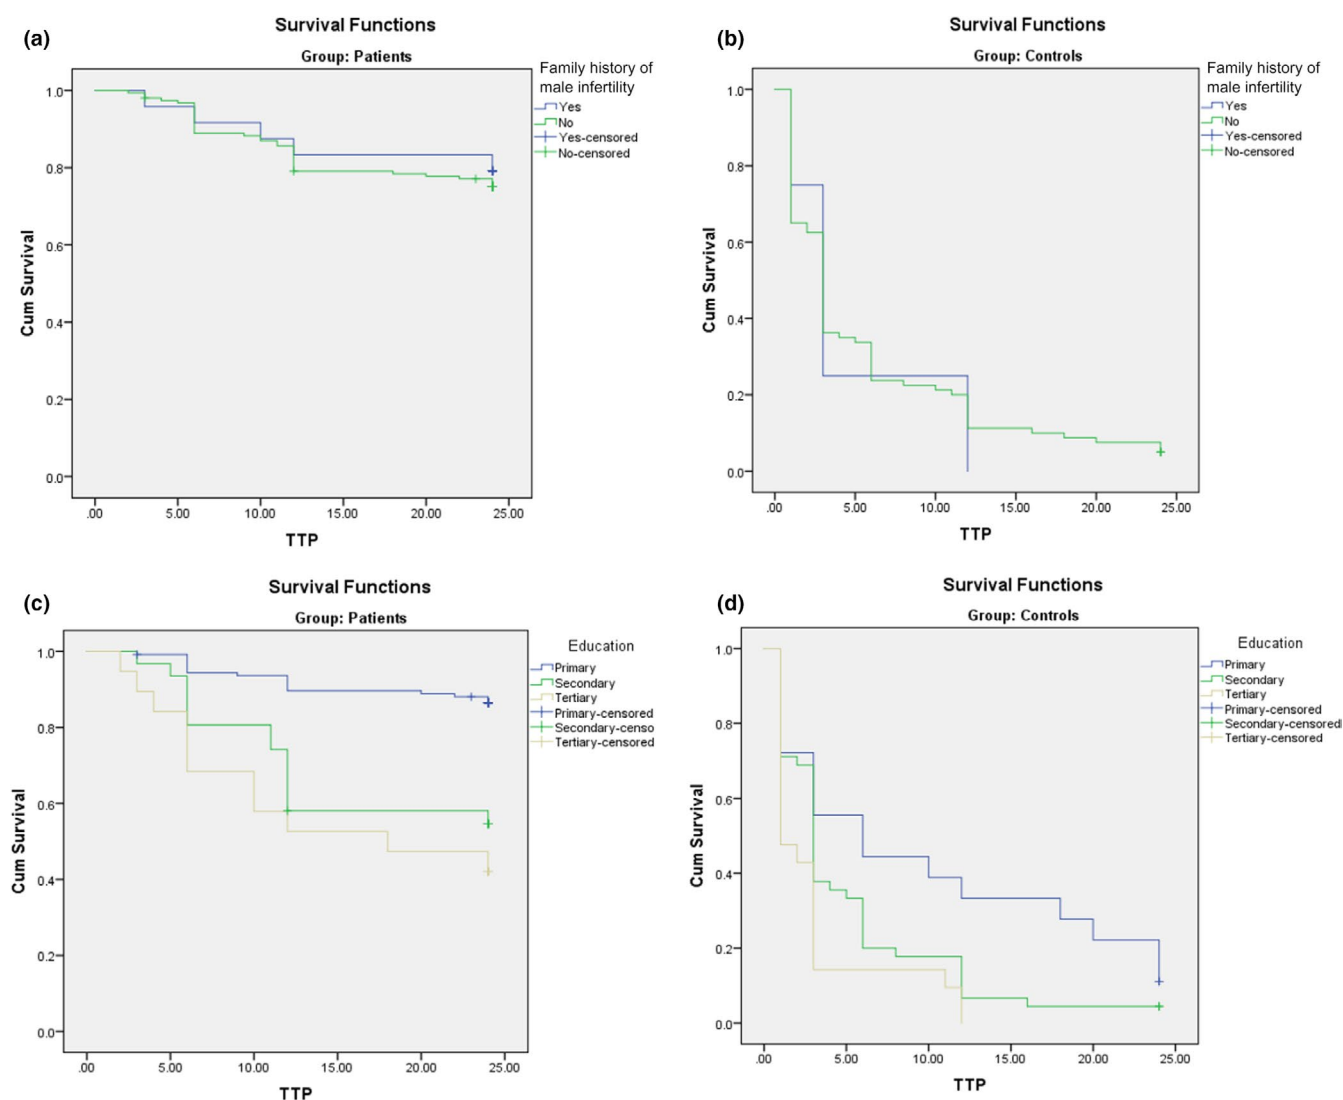 (a)
Survival Functions
Group: Patients
Family history of
male infertility
Yes
No
Yes-censored
No-censored
1.0
0.8
0.6
0.4
0.2
0.0
Cum Survival
.00 5.00 10.00 15.00 20.00 25.00
TTP
(b)
Survival Functions
Group: Controls
Family history of
male infertility
Yes
No
Yes-censored
No-censored
1.0
0.8
0.6
0.4
0.2
0.0
Cum Survival
.00 5.00 10.00 15.00 20.00 25.00
TTP
(c)
Survival Functions
Group: Patients
Education
Primary
Secondary
Tertiary
Primary-censored
Secondary-censo
Tertiary-censored
1.0
0.8
0.6
0.4
0.2
0.0
Cum Survival
.00 5.00 10.00 15.00 20.00 25.00
TTP
(d)
Survival Functions
Group: Controls
Education
Primary
Secondary
Tertiary
Primary-censored
Secondary-censored
Tertiary-censored
1.0
0.8
0.6
0.4
0.2
0.0
Cum Survival
.00 5.00 10.00 15.00 20.00 25.00
TTP